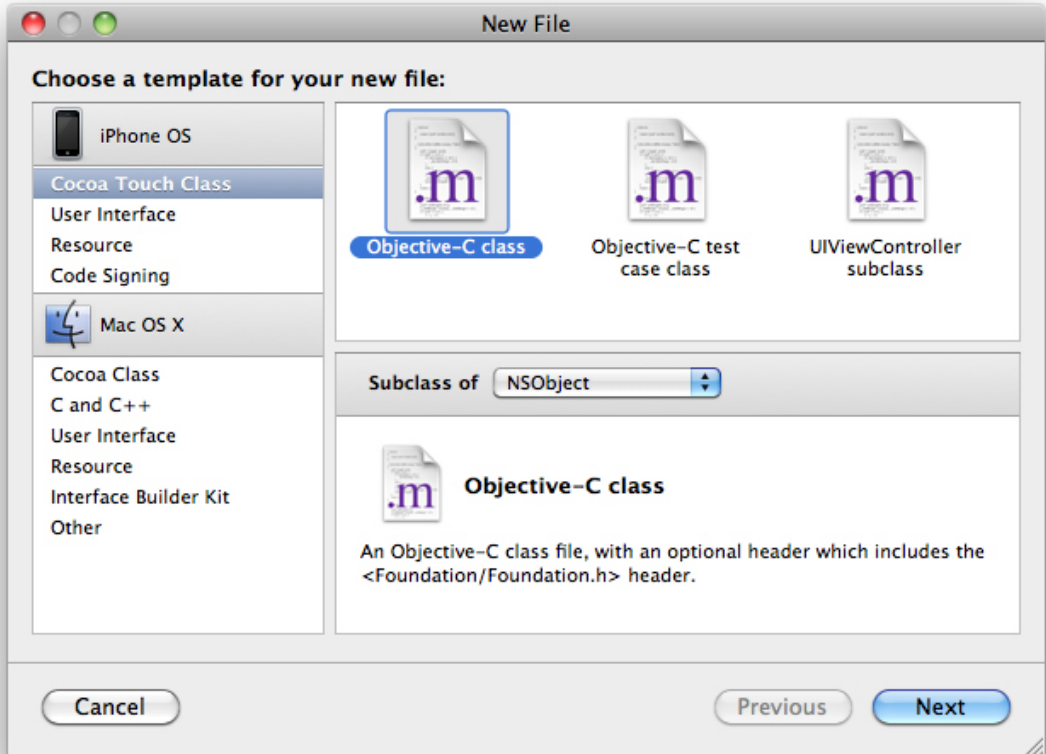 New File
Choose a template for your new file:
iPhone OS
Cocoa Touch Class
User Interface
Resource
Code Signing
Mac OS X
Cocoa Class
C and C++
User Interface
Resource
Interface Builder Kit
Other
.m
.m
.m
Objective-C class
Objective-C test
case class
UIViewController
subclass
Subclass of NSObject
.m
Objective-C class
An Objective-C class file, with an optional header which includes the
<Foundation/Foundation.h> header.
Cancel
Previous
Next